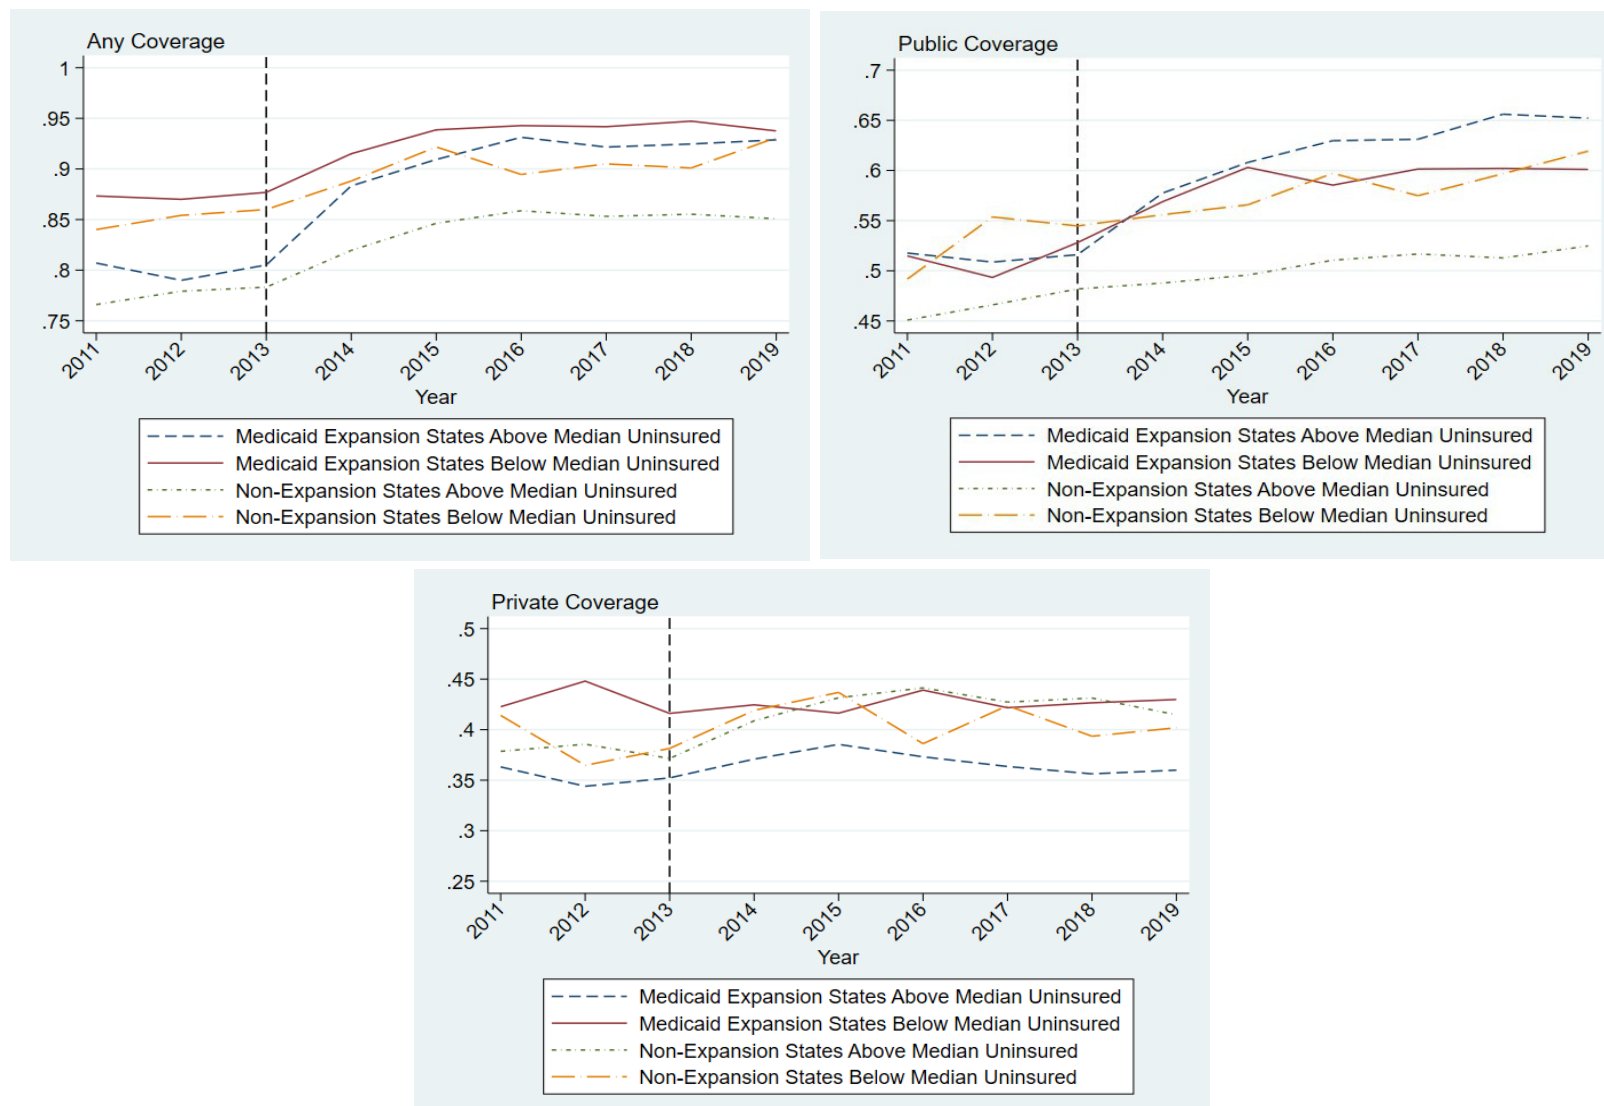 Any Coverage
1
.95
.9
.85
.8
.75
2011
2012
2013
2014
2015
2016
2017
2018
2019
Year
Medicaid Expansion States Above Median Uninsured
Medicaid Expansion States Below Median Uninsured
Non-Expansion States Above Median Uninsured
Non-Expansion States Below Median Uninsured
Public Coverage
.7
.65
.6
.55
.5
.45
2011
2012
2013
2014
2015
2016
2017
2018
2019
Year
Medicaid Expansion States Above Median Uninsured
Medicaid Expansion States Below Median Uninsured
Non-Expansion States Above Median Uninsured
Non-Expansion States Below Median Uninsured
Private Coverage
.5
.45
.4
.35
.3
.25
2011
2012
2013
2014
2015
2016
2017
2018
2019
Year
Medicaid Expansion States Above Median Uninsured
Medicaid Expansion States Below Median Uninsured
Non-Expansion States Above Median Uninsured
Non-Expansion States Below Median Uninsured